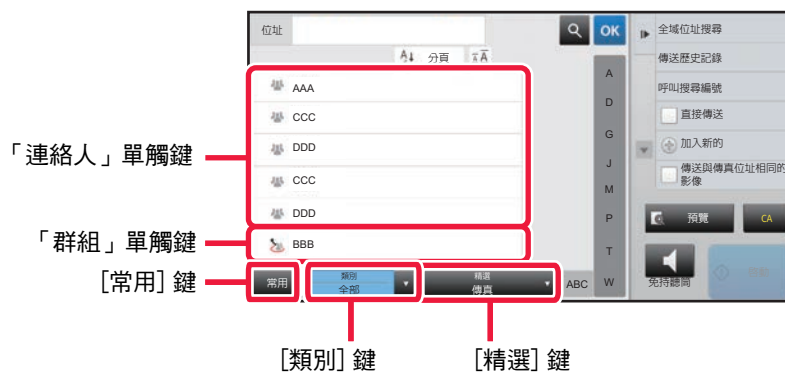 位址
OK
全域位址搜尋
分頁
傳送歷史記錄
A
AAA
呼叫搜尋編號
D
CCC
直接傳送
G
DDD
加入新的
「連絡人」單觸鍵
J
傳送與傳真位址相同的
影像
CCC
M
DDD
P
預覽
CA
「群組」單觸鍵
BBB
T
[常用] 鍵
常用
類別
全部
精選
傳真
ABC
W
免持聽筒
[類別] 鍵
[精選] 鍵